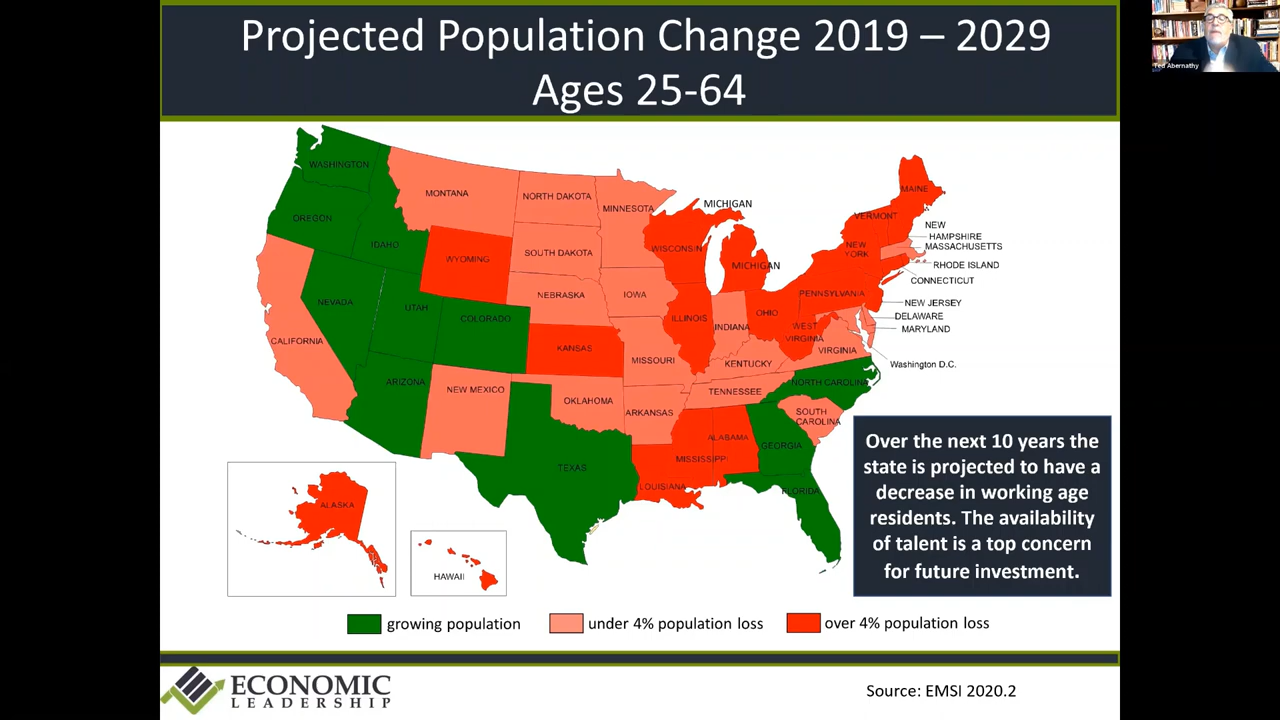 Projected Population Change 2019 – 2029
Ages 25-64
Ted Abernathy
WASHINGTON
OREGON
IDAHO
MONTANA
NORTH DAKOTA
MINNESOTA
MICHIGAN
WISCONSIN
MICHIGAN
MAINE
VERMONT
NEW
HAMPSHIRE
MASSACHUSETTS
NEW
YORK
RHODE ISLAND
CONNECTICUT
WYOMING
SOUTH DAKOTA
NEBRASKA
IOWA
ILLINOIS
INDIANA
OHIO
PENNSYLVANIA
NEW JERSEY
DELAWARE
MARYLAND
Washington D.C.
NEVADA
UTAH
COLORADO
CALIFORNIA
KANSAS
MISSOURI
KENTUCKY
WEST
VIRGINIA
VIRGINIA
ARIZONA
NEW MEXICO
OKLAHOMA
ARKANSAS
TENNESSEE
NORTH CAROLINA
SOUTH
CAROLINA
TEXAS
LOUISIANA
MISSISSIPPI
ALABAMA
GEORGIA
FLORIDA
ALASKA
HAWAII
Over the next 10 years the
state is projected to have a
decrease in working age
residents. The availability
of talent is a top concern
for future investment.
growing population
under 4% population loss
over 4% population loss
ECONOMIC
LEADERSHIP
Source: EMSI 2020.2